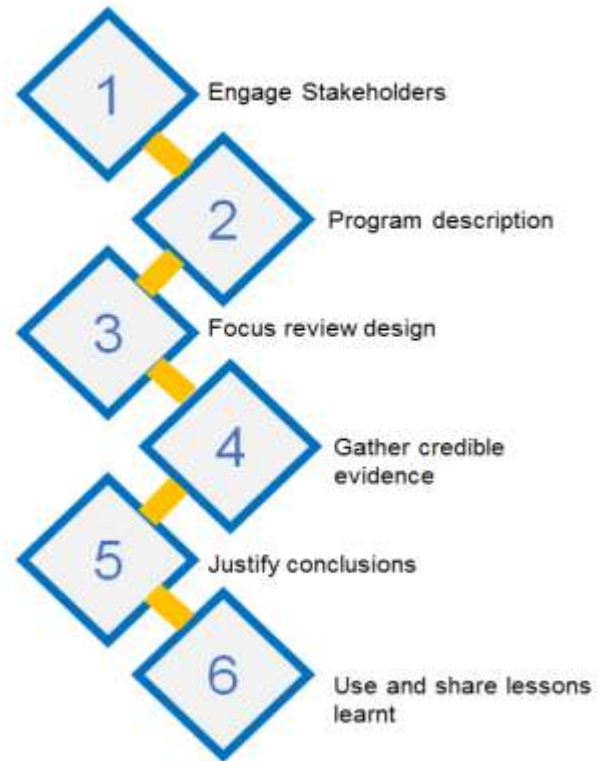 1
Engage Stakeholders
2
Program description
3
Focus review design
4
Gather credible
evidence
5
Justify conclusions
6
Use and share lessons
learnt